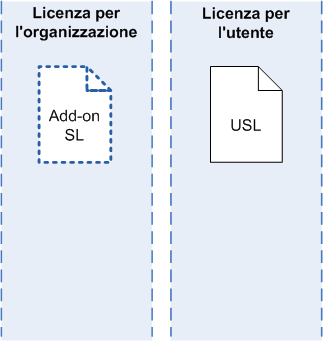 Licenza per
l'organizzazione
Add-on
SL
Licenza per
l'utente
USL